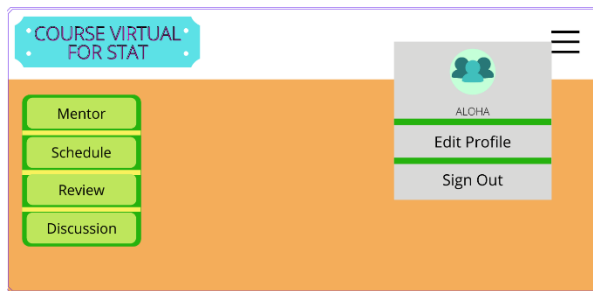 COURSE VIRTUAL
FOR STAT
ALOHA
Edit Profile
Sign Out
Mentor
Schedule
Review
Discussion